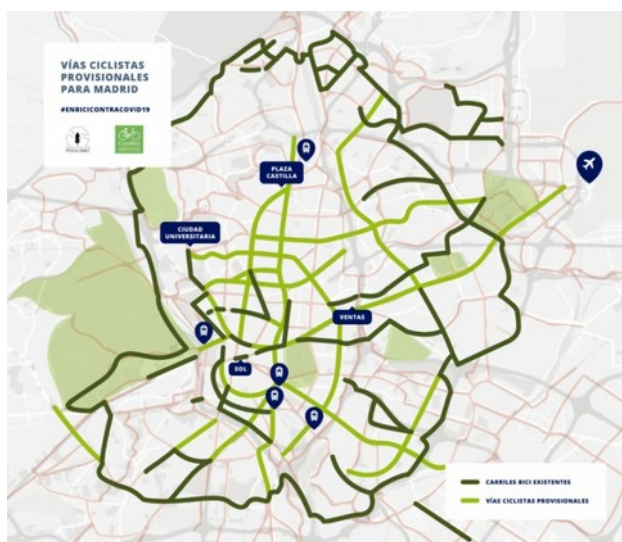 VÍAS CICLISTAS
PROVISIONALES
PARA MADRID
#ENBICICONTRACOVID19
PLAZA
CASTILLA
CIUDAD
UNIVERSITARIA
VENTAS
SOL
CARRILES BICI EXISTENTES
VÍAS CICLISTAS PROVISIONALES